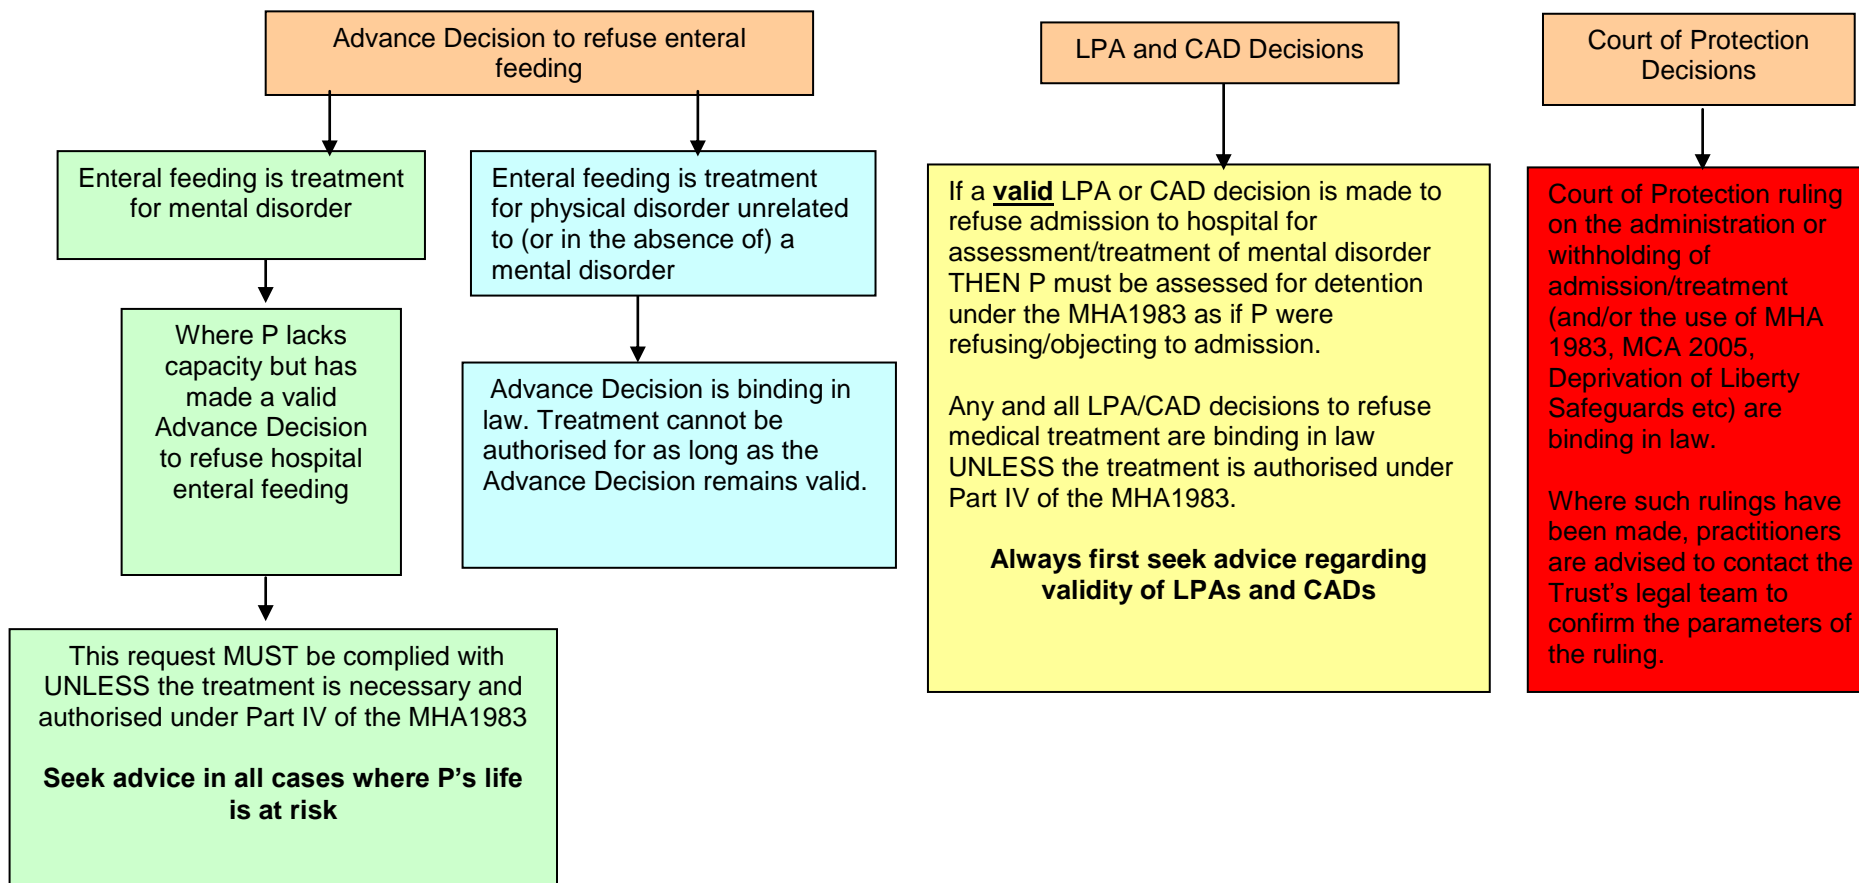 Advance Decision to refuse enteral
feeding
Enteral feeding is treatment
for mental disorder
Where P lacks
capacity but has
made a valid
Advance Decision
to refuse hospital
enteral feeding
This request MUST be complied with
UNLESS the treatment is necessary and
authorised under Part IV of the MHA1983
Seek advice in all cases where P’s life
is at risk
Enteral feeding is treatment
for physical disorder unrelated
to (or in the absence of) a
mental disorder
Advance Decision is binding in
law. Treatment cannot be
authorised for as long as the
Advance Decision remains valid.
LPA and CAD Decisions
If a valid LPA or CAD decision is made to
refuse admission to hospital for
assessment/treatment of mental disorder
THEN P must be assessed for detention
under the MHA1983 as if P were
refusing/objecting to admission.
Any and all LPA/CAD decisions to refuse
medical treatment are binding in law
UNLESS the treatment is authorised under
Part IV of the MHA1983.
Always first seek advice regarding
validity of LPAs and CADs
Court of Protection
Decisions
Court of Protection ruling
on the administration or
withholding of
admission/treatment
(and/or the use of MHA
1983, MCA 2005,
Deprivation of Liberty
Safeguards etc) are
binding in law.
Where such rulings have
been made, practitioners
are advised to contact the
Trust’s legal team to
confirm the parameters of
the ruling.